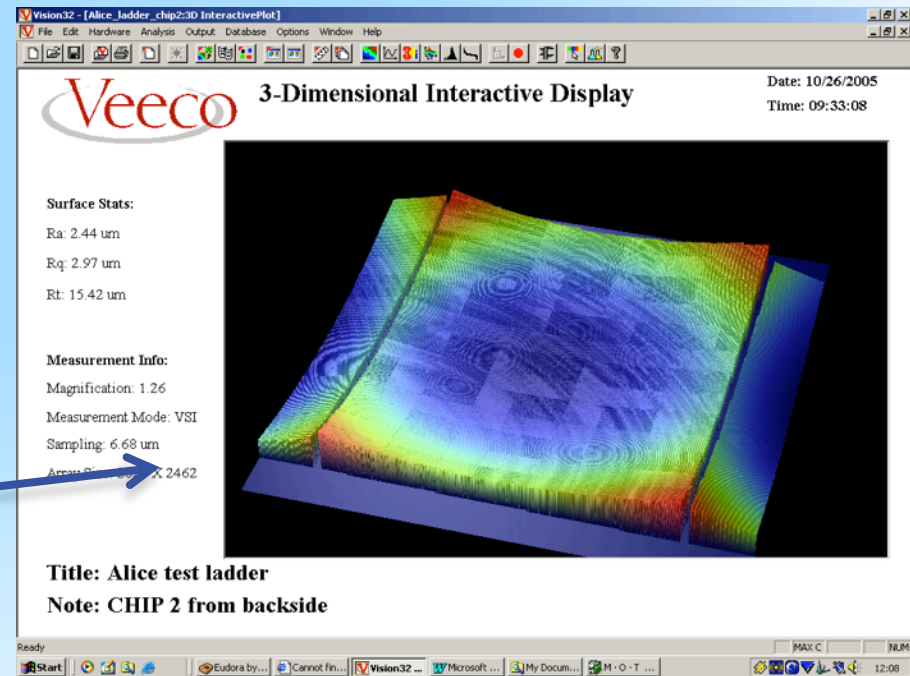 Vision32 - [Alice_ladder_chip2:3D InteractivePlot]
File Edit Hardware Analysis Output Database Options Window Help
Veeco
3-Dimensional Interactive Display
Date: 10/26/2005
Time: 09:33:08
Surface Stats:
Ra: 2.44 um
Rq: 2.97 um
Rt: 15.42 um
Measurement Info:
Magnification: 1.26
Measurement Mode: VSI
Sampling: 6.68 um
Array X 2462
Title: Alice test ladder
Note: CHIP 2 from backside
Ready
MAX C NUM
Start Eudora by... Cannot fin... Vision32 ... Microsoft ... My Docum... M·O·T ... 12:08